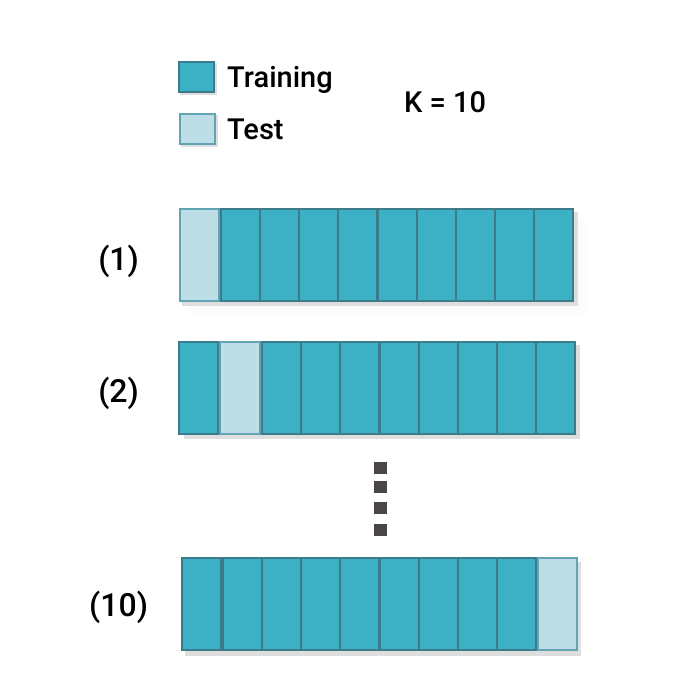 Training
K = 10
Test
(1)
(2)
(10)